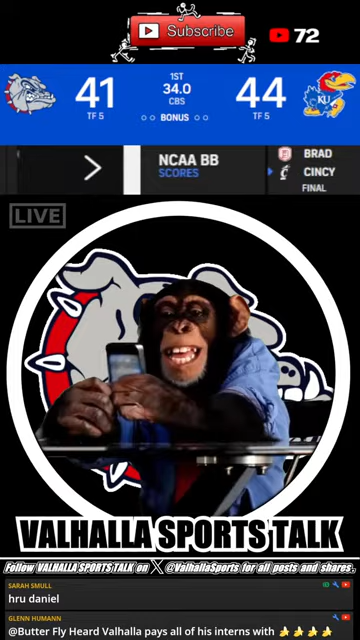 Subscribe
72
41
TF 5
1ST
34.0
CBS
BONUS
44
TF 5
KU
NCAA BB
SCORES
BRAD
CINCY
FINAL
LIVE
VALHALLA SPORTS TALK
Follow VALHALLA SPORTS TALK on X @ValhallaSports for all posts and shares.
SARAH SMULL
hru daniel
GLENN HUMANN
@Butter Fly Heard Valhalla pays all of his interns with 🍌🍌🍌🍌